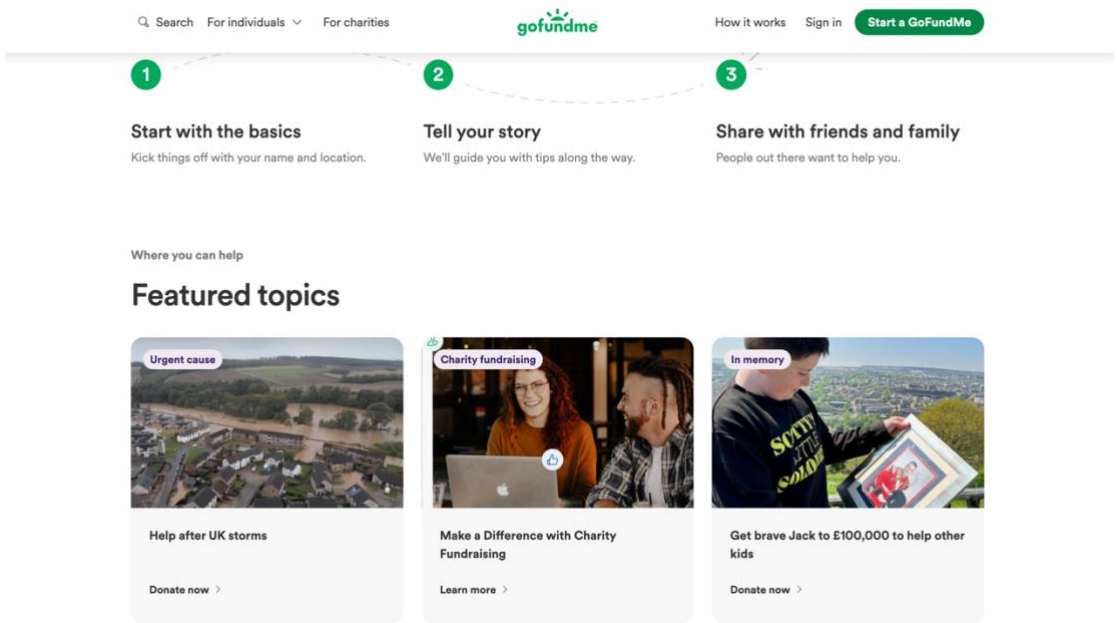 Search For individuals For charities gofundme How it works Sign in Start a GoFundMe
1 2 3
Start with the basics
Kick things off with your name and location.
Tell your story
We'll guide you with tips along the way.
Share with friends and family
People out there want to help you.
Where you can help
Featured topics
Urgent cause
Help after UK storms
Donate now
Charity fundraising
Make a Difference with Charity
Fundraising
Learn more
In memory
SCOTTY'S
LITTLE
SOLDIERS
Get brave Jack to £100,000 to help other
kids
Donate now